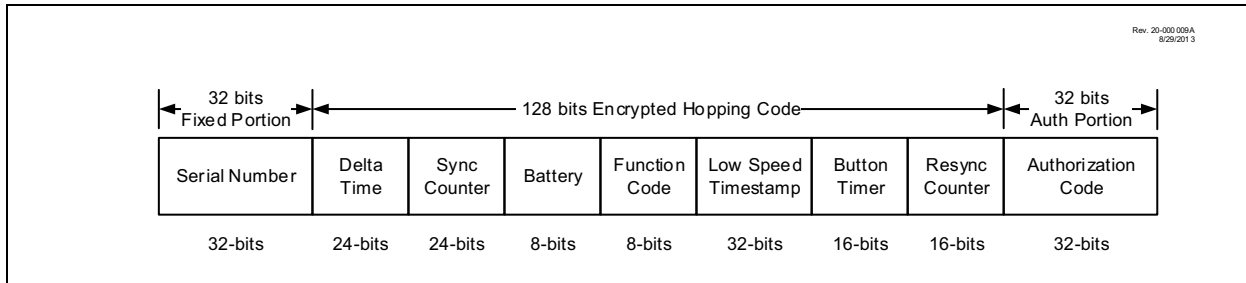 Rev. 20-000 009A
8/29/2013
32 bits
Fixed Portion
128 bits Encrypted Hopping Code
32 bits
Auth Portion
Serial Number
Delta
Time
Sync
Counter
Battery
Function
Code
Low Speed
Timestamp
Button
Timer
Resync
Counter
Authorization
Code
32-bits
24-bits
24-bits
8-bits
8-bits
32-bits
16-bits
16-bits
32-bits